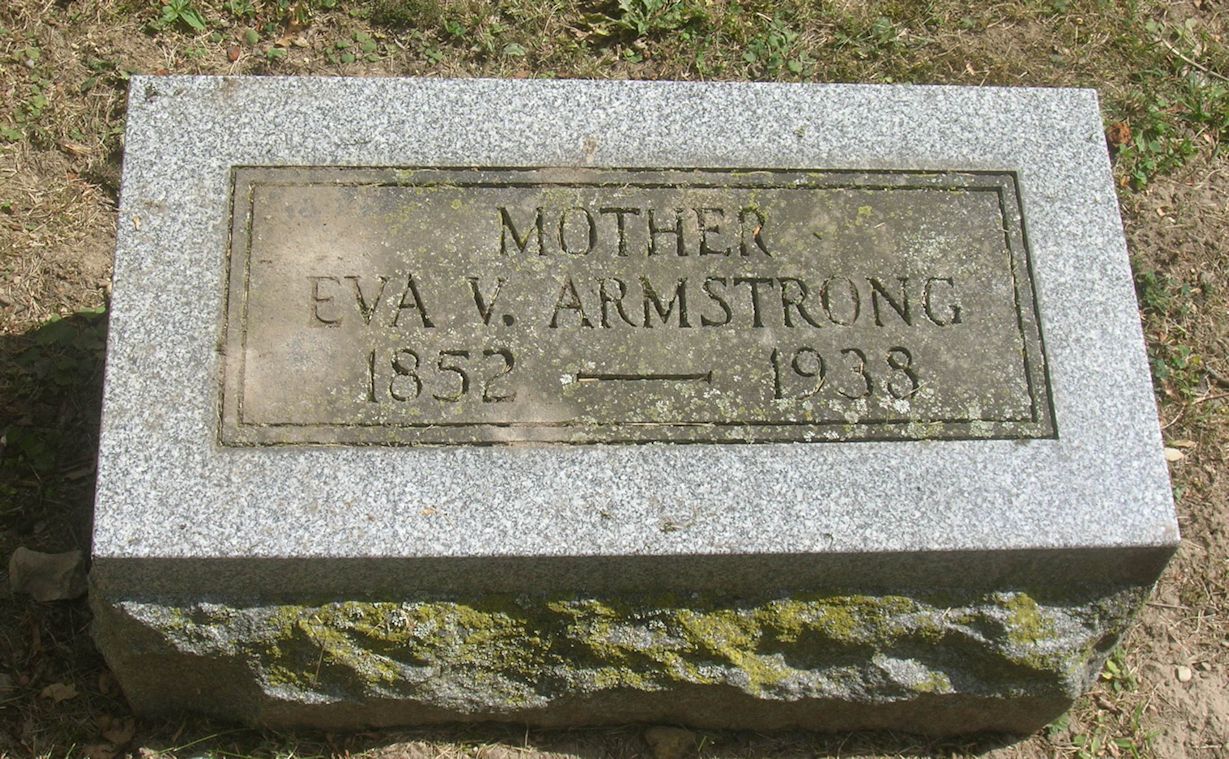 MOTHER
EVA V. ARMSTRONG
1852 — 1938